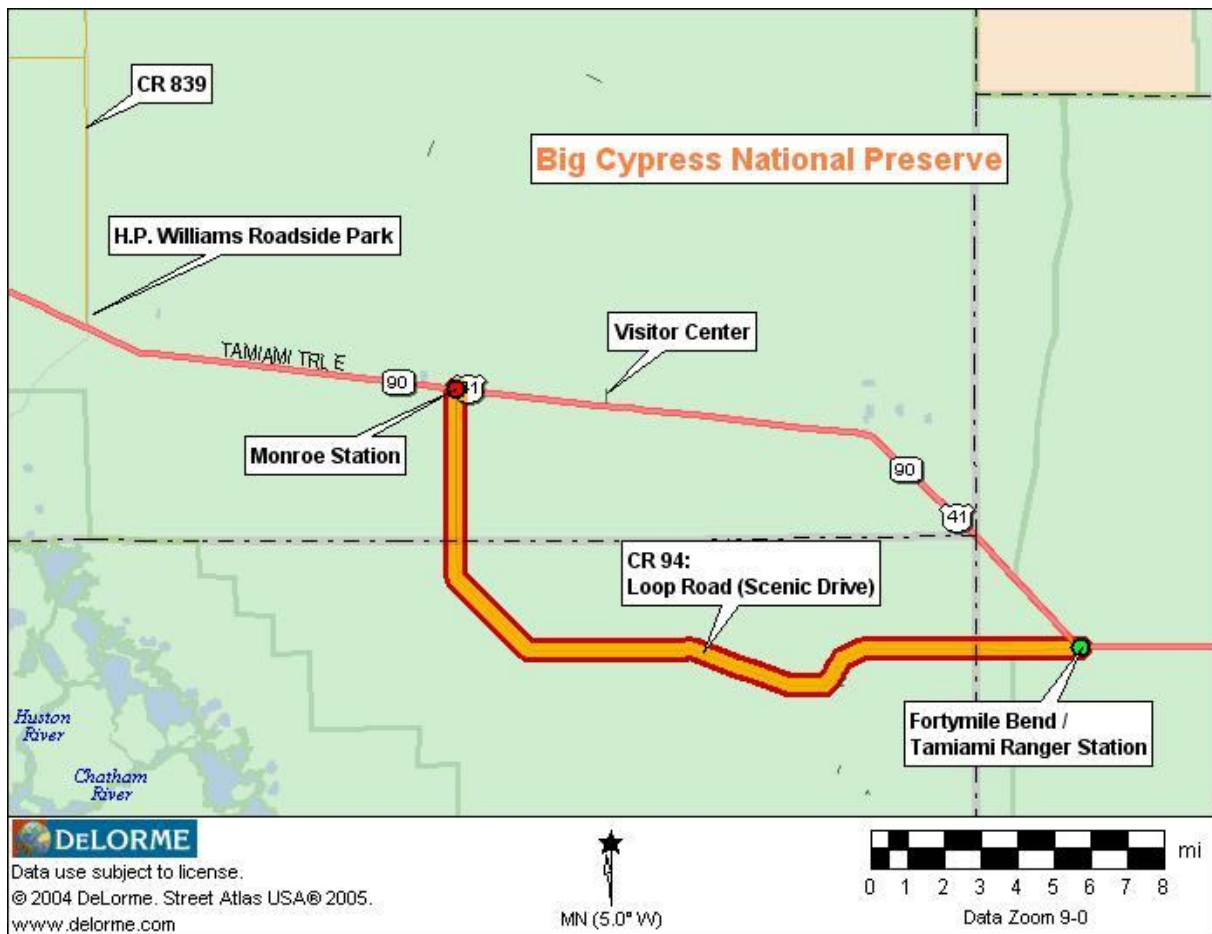 CR 839
Big Cypress National Preserve
H.P. Williams Roadside Park
Visitor Center
TAMIAMI TRL E
90
41
Monroe Station
90
41
CR 94:
Loop Road (Scenic Drive)
Fortymile Bend /
Tamiami Ranger Station
Huston
River
Chatham
River
DELORME
Data use subject to license.
© 2004 DeLorme. Street Atlas USA® 2005.
www.delorme.com
MN (5.0° W)
mi
0 1 2 3 4 5 6 7 8
Data Zoom 9-0